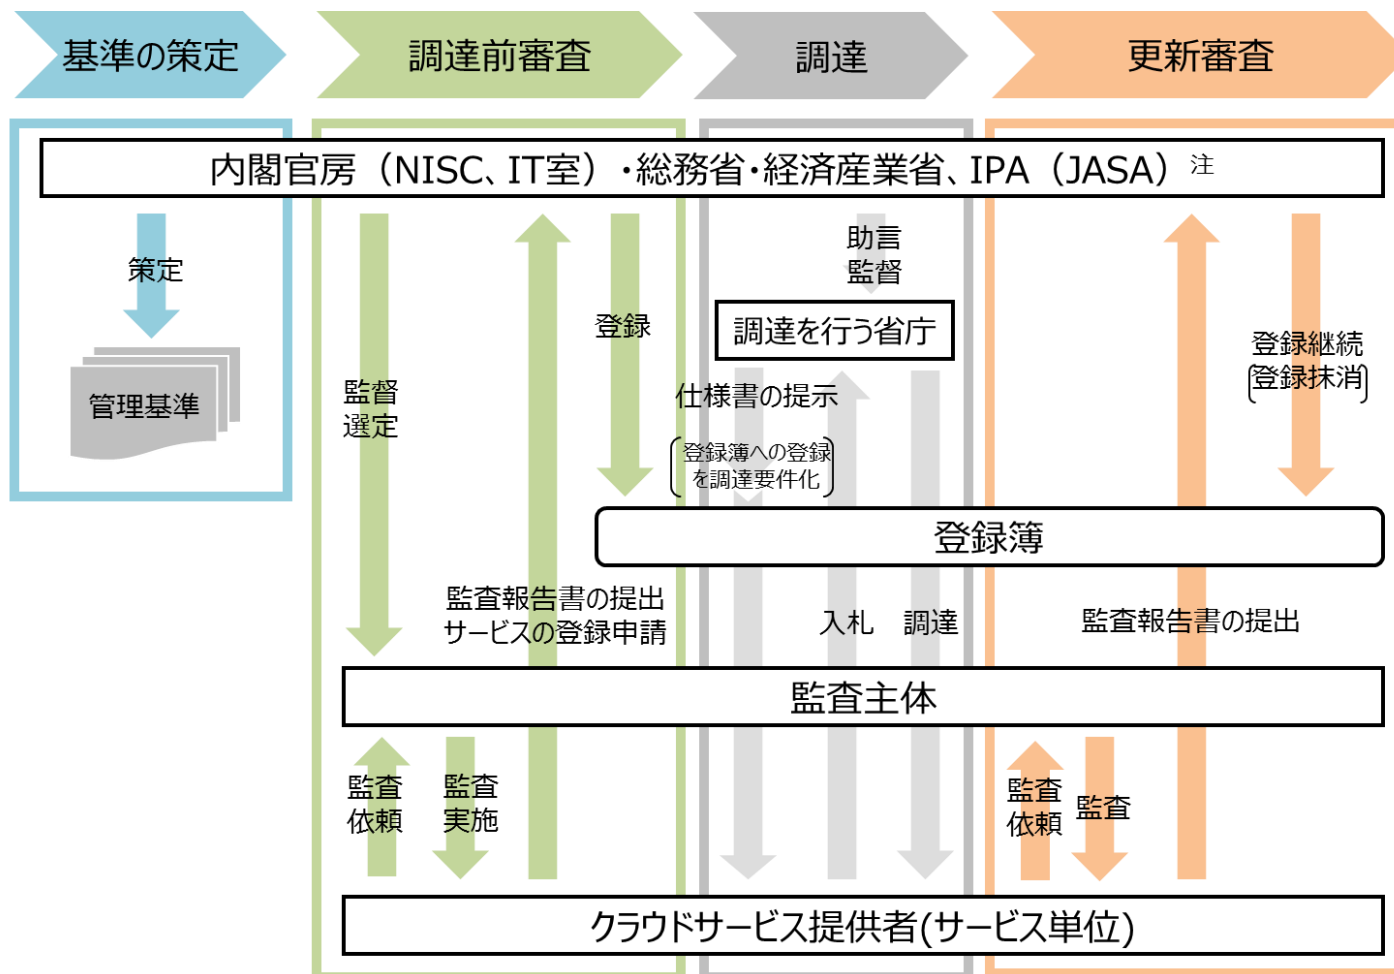 基準の策定
調達前審査
調達
更新審査
内閣官房（NISC、IT室）・総務省・経済産業省、IPA（JASA）注
策定
管理基準
監督
選定
登録
助言
監督
調達を行う省庁
仕様書の提示
登録簿への登録
を調達要件化
登録継続
登録抹消
登録簿
監査報告書の提出
サービスの登録申請
入札
調達
監査報告書の提出
監査主体
監査
依頼
監査
実施
監査
依頼
監査
クラウドサービス提供者(サービス単位)